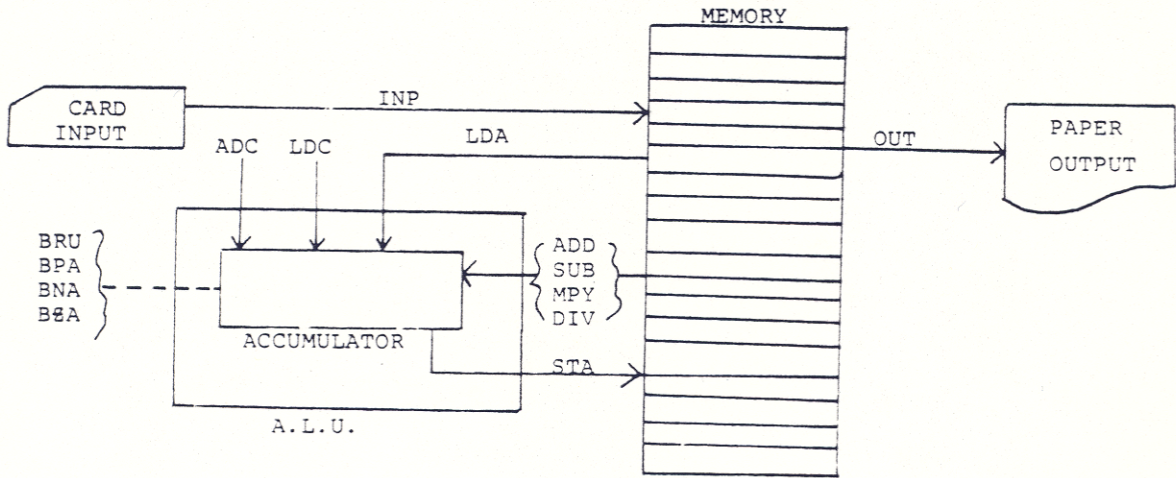 MEMORY
CARD
INPUT
INP
ADC LDC
LDA
OUT
PAPER
OUTPUT
BRU
BPA
BNA
BZA
ADD
SUB
MPY
DIV
ACCUMULATOR
STA
A.L.U.